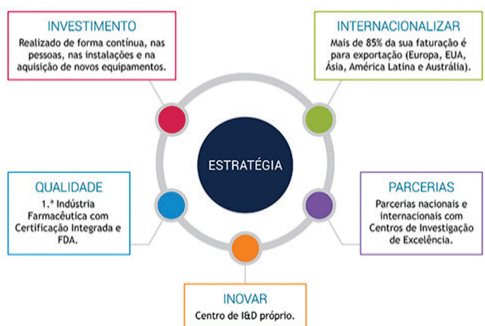 INVESTIMENTO
Realizado de forma contínua, nas
pessoas, nas instalações e na
aquisição de novos equipamentos.
INTERNACIONALIZAR
Mais de 85% da sua faturação é
para exportação (Europa, EUA,
Ásia, América Latina e Austrália).
ESTRATÉGIA
QUALIDADE
1.ª Indústria
Farmacêutica com
Certificação Integrada e
FDA.
PARCERIAS
Parcerias nacionais e
internacionais com
Centros de Investigação
de Excelência.
INOVAR
Centro de I&D próprio.